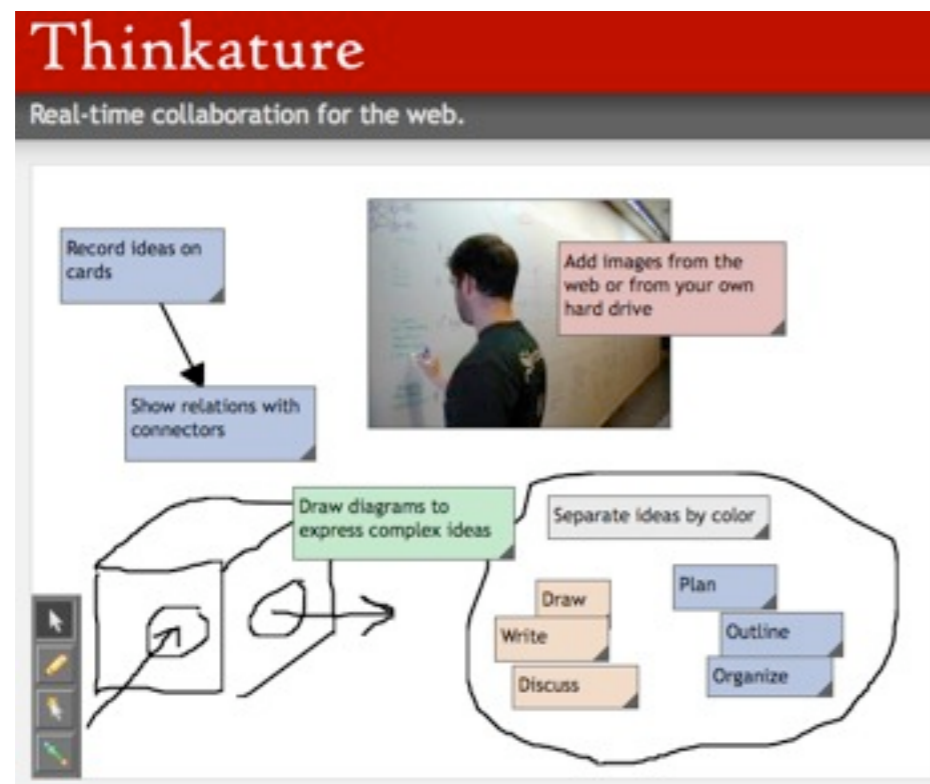 Thinkature
Real-time collaboration for the web.
Record ideas on
cards
Add images from the
web or from your own
hard drive
Show relations with
connectors
Draw diagrams to
express complex ideas
Separate ideas by color
Draw
Write
Discuss
Plan
Outline
Organize